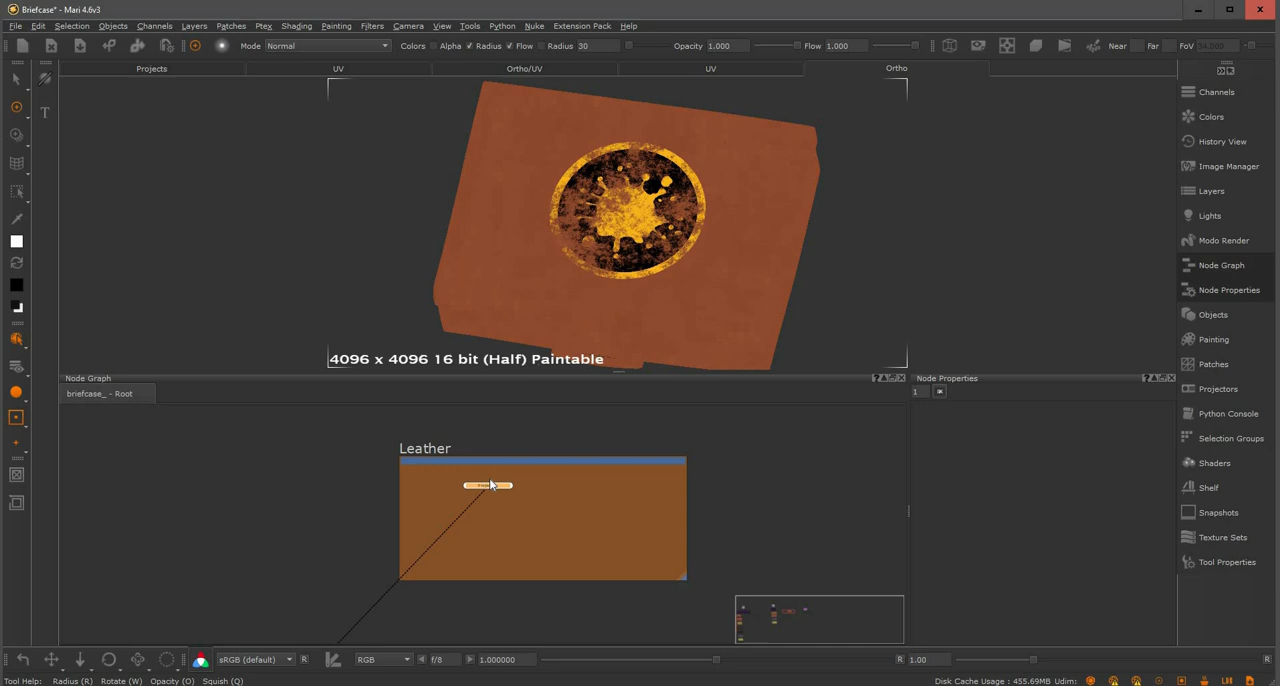 Briefcase* - Mari 4.6v3
File Edit Selection Objects Channels Layers Patches Ptex Shading Painting Filters Camera View Tools Python Nuke Extension Pack Help
Mode Normal Colors Alpha Radius Flow Radius 30 Opacity 1.000 Flow 1.000 Near Far FoV 24.000
Projects UV Ortho/UV UV Ortho
Channels
Colors
History View
Image Manager
Layers
Lights
Modo Render
Node Graph
Node Properties
Objects
Painting
Patches
Projectors
Python Console
Selection Groups
Shaders
Shelf
Snapshots
Texture Sets
Tool Properties
T
4096 x 4096 16 bit (Half) Paintable
Node Graph
Node Properties
briefcase_ - Root
1
Leather
sRGB (default) R RGB f/8 1.000000 R 1.00 R
Tool Help: Radius (R) Rotate (W) Opacity (O) Squish (Q)
Disk Cache Usage : 455.69MB Udim: